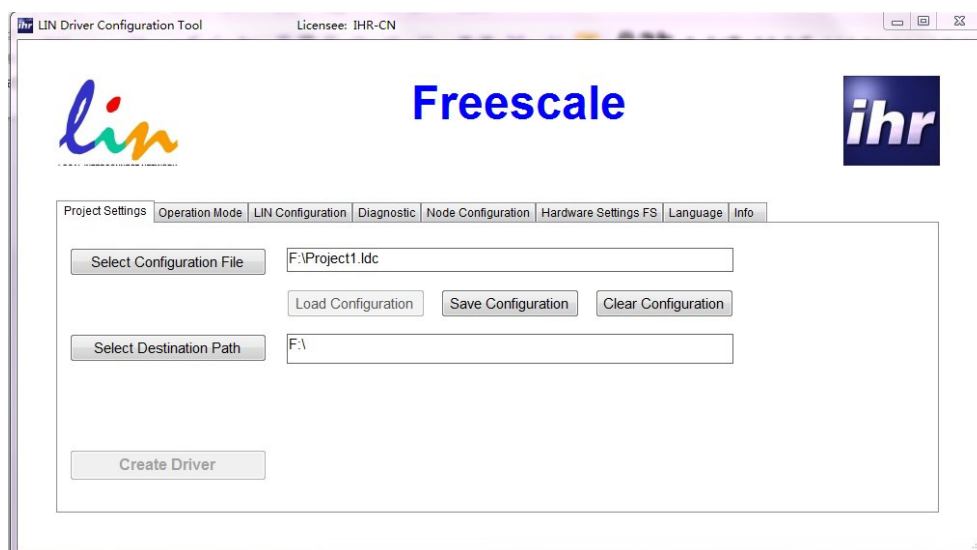 ihr LIN Driver Configuration Tool Licensee: IHR-CN
lin
Freescale
ihr
Project Settings Operation Mode LIN Configuration Diagnostic Node Configuration Hardware Settings FS Language Info
Select Configuration File F:\Project1.ldc
Load Configuration Save Configuration Clear Configuration
Select Destination Path F:\
Create Driver